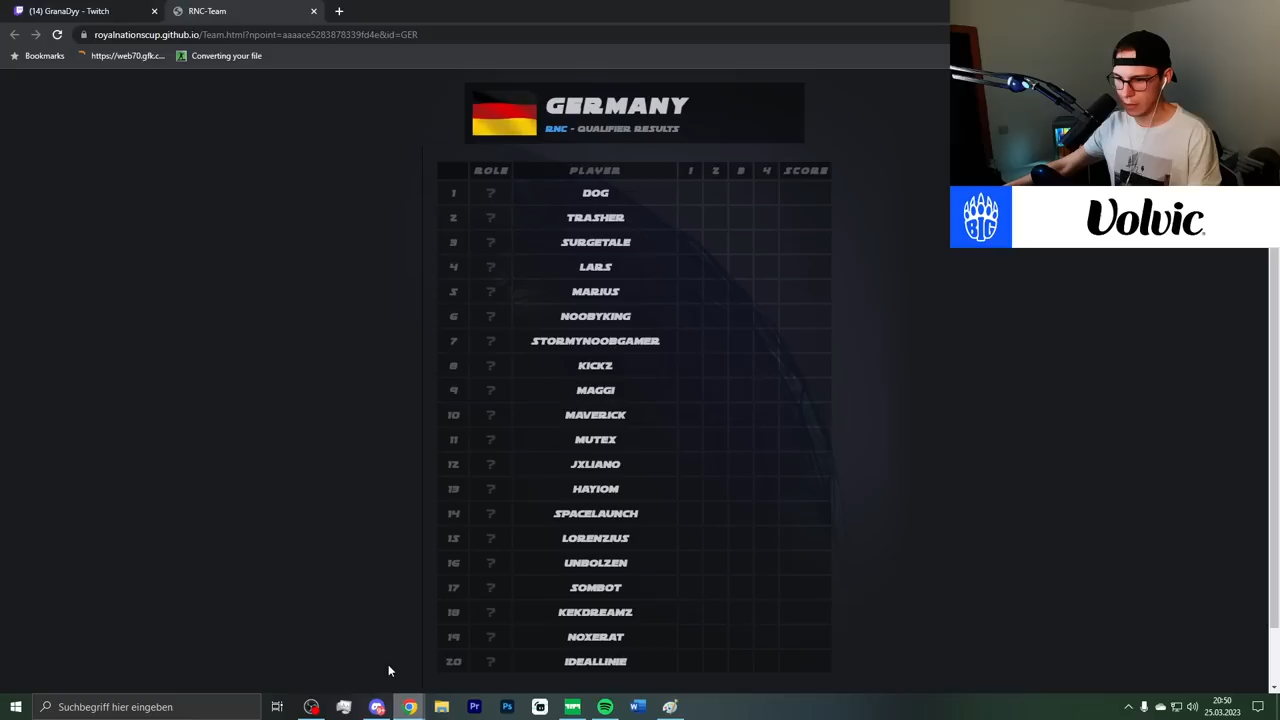 (14) GranaDyy - Twitch
RNC-Team
royalnationscup.github.io/Team.html?npoint=aaaace5283878339fd4e&id=GER
Bookmarks
https://web70.gfk.c...
Converting your file
GERMANY
RNC - QUALIFIER RESULTS
ROLE PLAYER 1 2 3 4 SCORE
1 ? DOG
2 ? TRASHER
3 ? SURGETALE
4 ? LARS
5 ? MARIUS
6 ? NOOBYKING
7 ? STORMYNOOBGAMER
8 ? KICKZ
9 ? MAGGI
10 ? MAVERICK
11 ? MUTEX
12 ? JXLIANO
13 ? HAYIOM
14 ? SPACELAUNCH
15 ? LORENZIUS
16 ? UNBOLZEN
17 ? SOMBOT
18 ? KEKDREAMZ
19 ? NOXERAT
20 ? IDEALLINIE
BIG
Volvic
Suchbegriff hier eingeben
Pr
Ps
W
20:50
25.03.2023